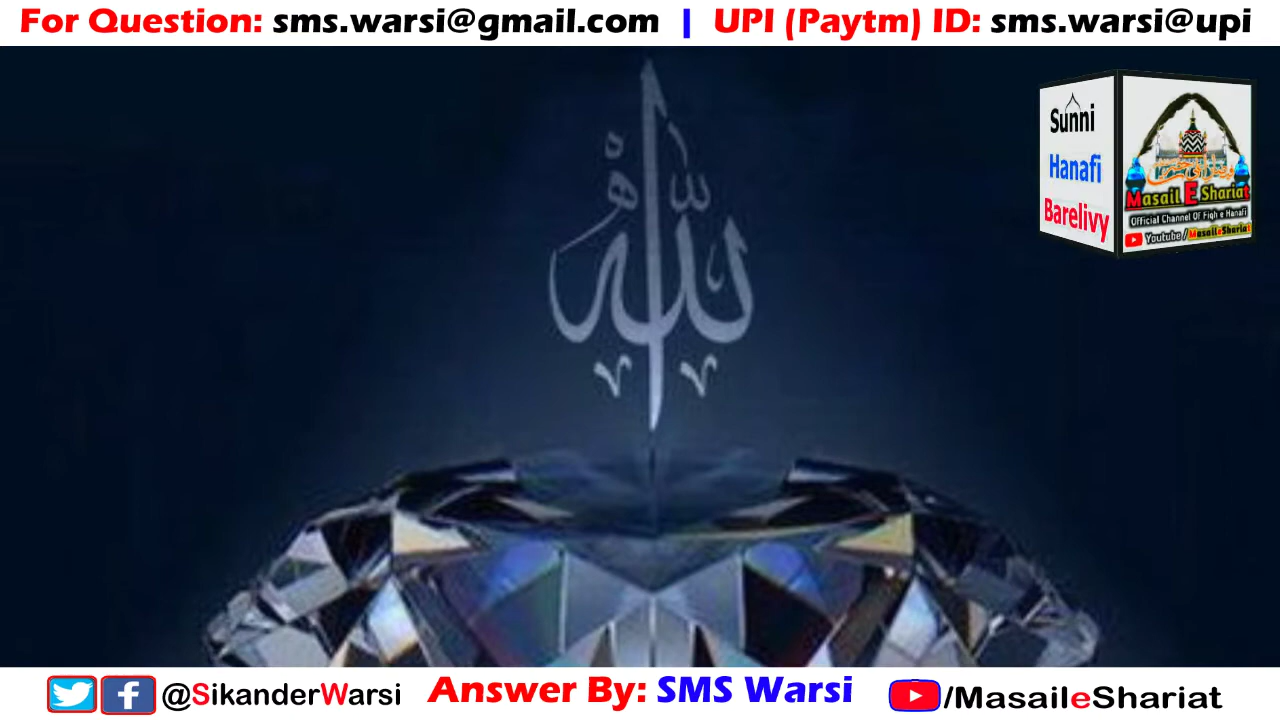 For Question: sms.warsi@gmail.com | UPI (Paytm) ID: sms.warsi@upi
الله
Sunni
Hanafi
Barelivy
Masail E Shariat
Official Channel Of Fiqh e Hanafi
Youtube / MasaileShariat
@SikanderWarsi
Answer By: SMS Warsi
/MasaileShariat